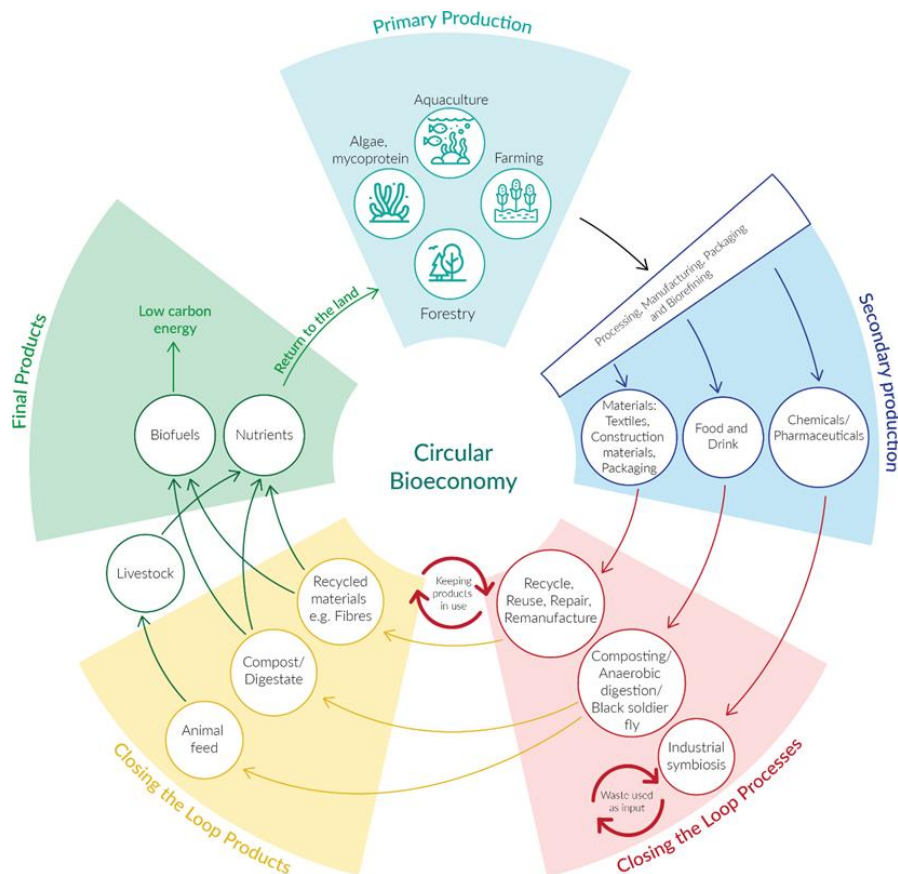 Primary Production
Aquaculture
Algae,
mycoprotein
Farming
Forestry
Processing, Manufacturing, Packaging
and Biorefining
Secondary production
Materials:
Textiles,
Construction
materials,
Packaging
Food and
Drink
Chemicals/
Pharmaceuticals
Final Products
Low carbon
energy
Return to the land
Biofuels
Nutrients
Circular
Bioeconomy
Livestock
Recycled
materials
e.g. Fibres
Compost/
Digestate
Animal
feed
Closing the Loop Products
Keeping
products
in use
Recycle,
Reuse, Repair,
Remanufacture
Composting/
Anaerobic
digestion/
Black soldier
fly
Industrial
symbiosis
Waste used
as input
Closing the Loop Processes